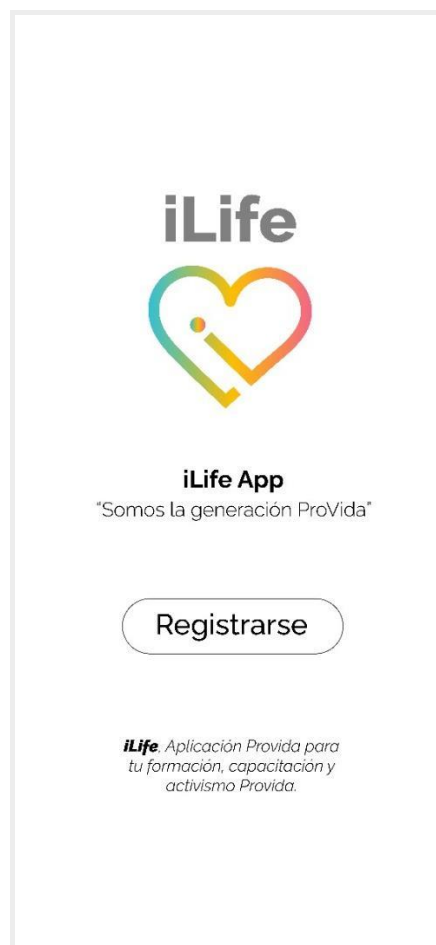 iLife
iLife App
“Somos la generación ProVida”
Registrarse
iLife, Aplicación Provida para
tu formación, capacitación y
activismo Provida.